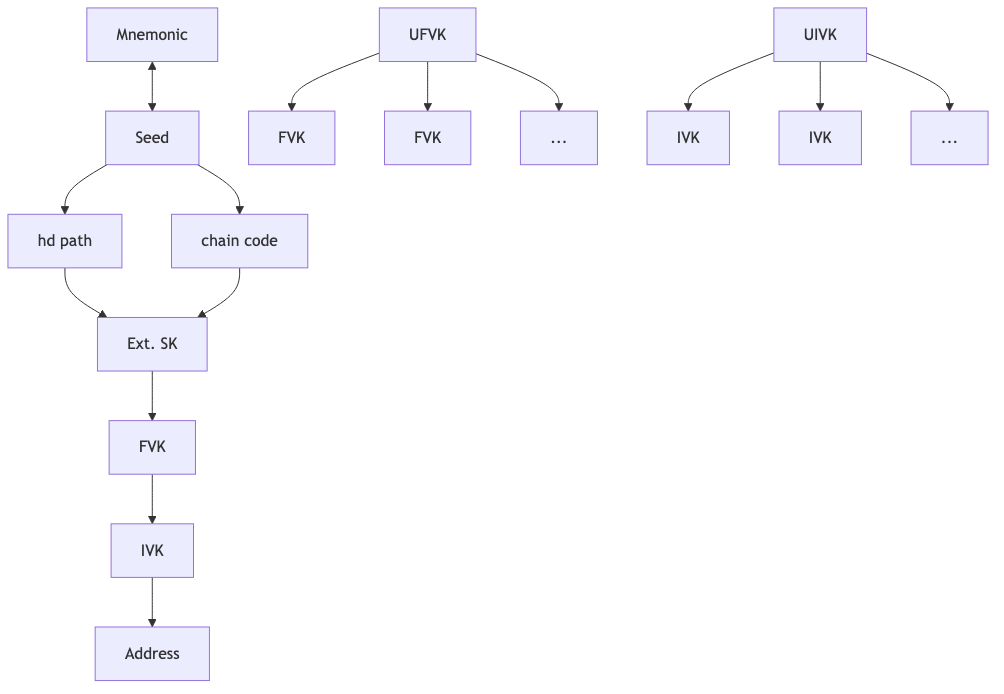 Mnemonic
UFVK
UIVK
Seed
FVK
FVK
...
IVK
IVK
...
hd path
chain code
Ext. SK
FVK
IVK
Address